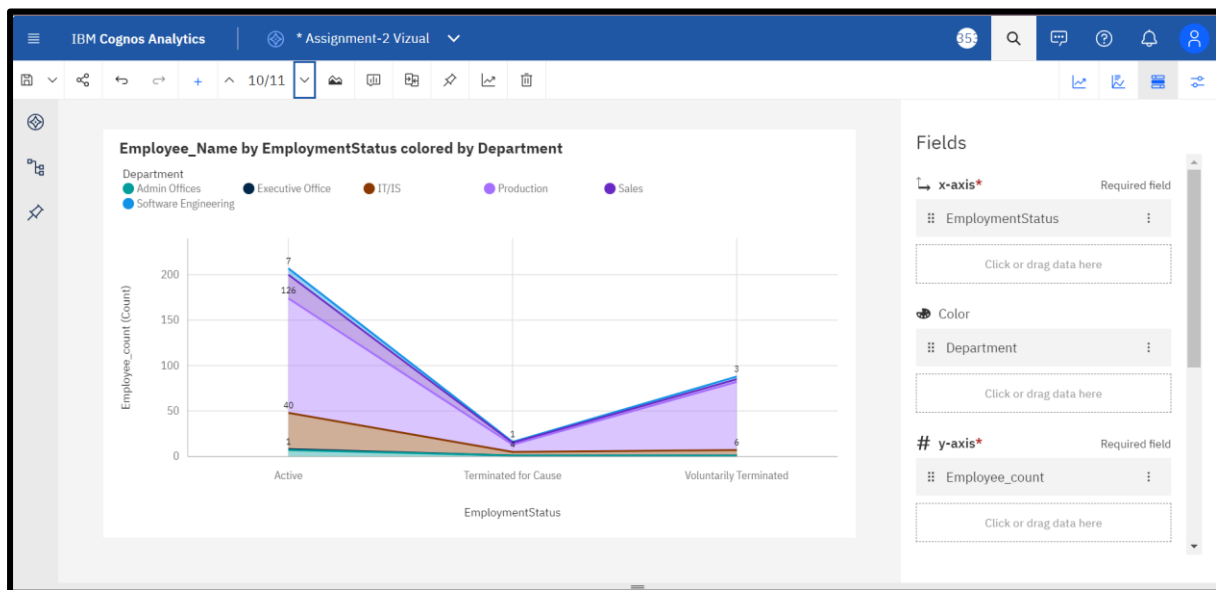 IBM Cognos Analytics
* Assignment-2 Vizual
353
10/11
Employee_Name by EmploymentStatus colored by Department
Department
Admin Offices Executive Office IT/IS Production Sales
Software Engineering
Employee_count (Count)
200
150
100
50
0
7
126
40
1
1
4
3
6
Active Terminated for Cause Voluntarily Terminated
EmploymentStatus
Fields
x-axis* Required field
EmploymentStatus
Click or drag data here
Color
Department
Click or drag data here
# y-axis* Required field
Employee_count
Click or drag data here